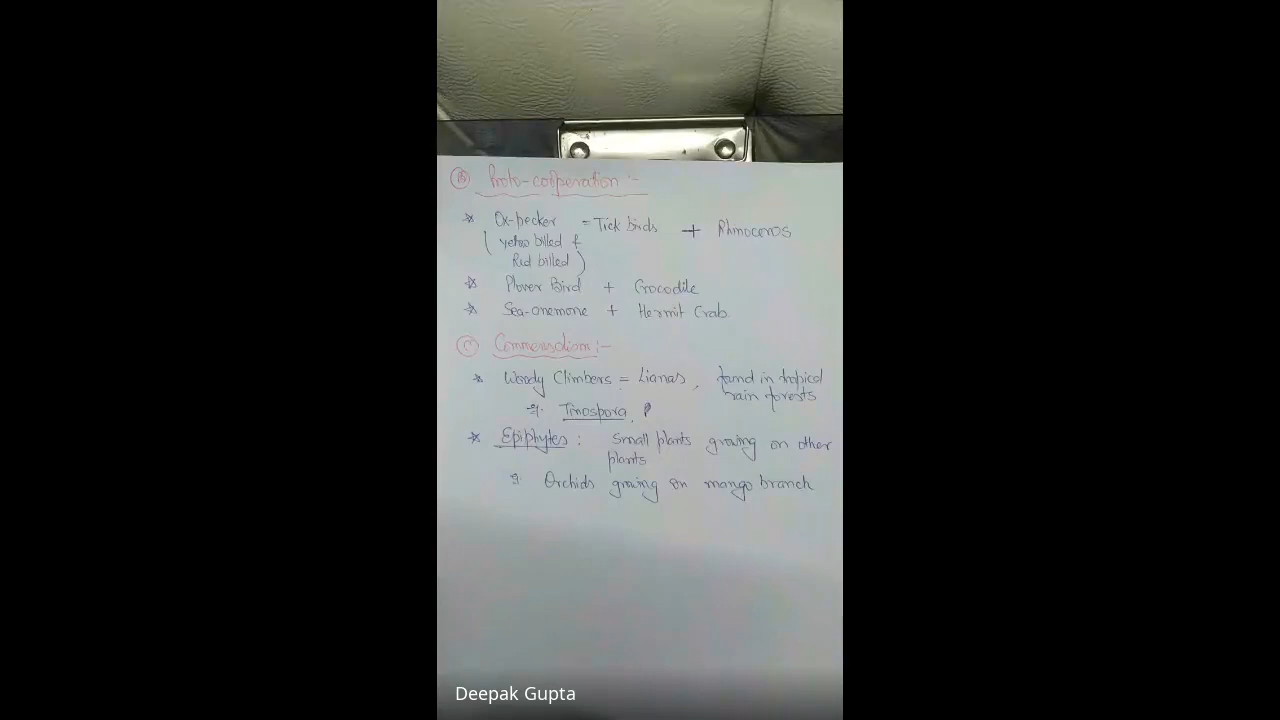 (B) Proto-cooperation :-
* Ox-pecker = Tick birds + Rhinoceros
( yellow billed &
Red billed )
* Plover Bird + Crocodile
* Sea-anemone + Hermit Crab.
(C) Commensalism :-
* Woody Climbers = Lianas, found in tropical
rain forests
eg. Tinospora,
* Epiphytes : Small plants growing on other
plants
eg. Orchids growing on mango branch
Deepak Gupta